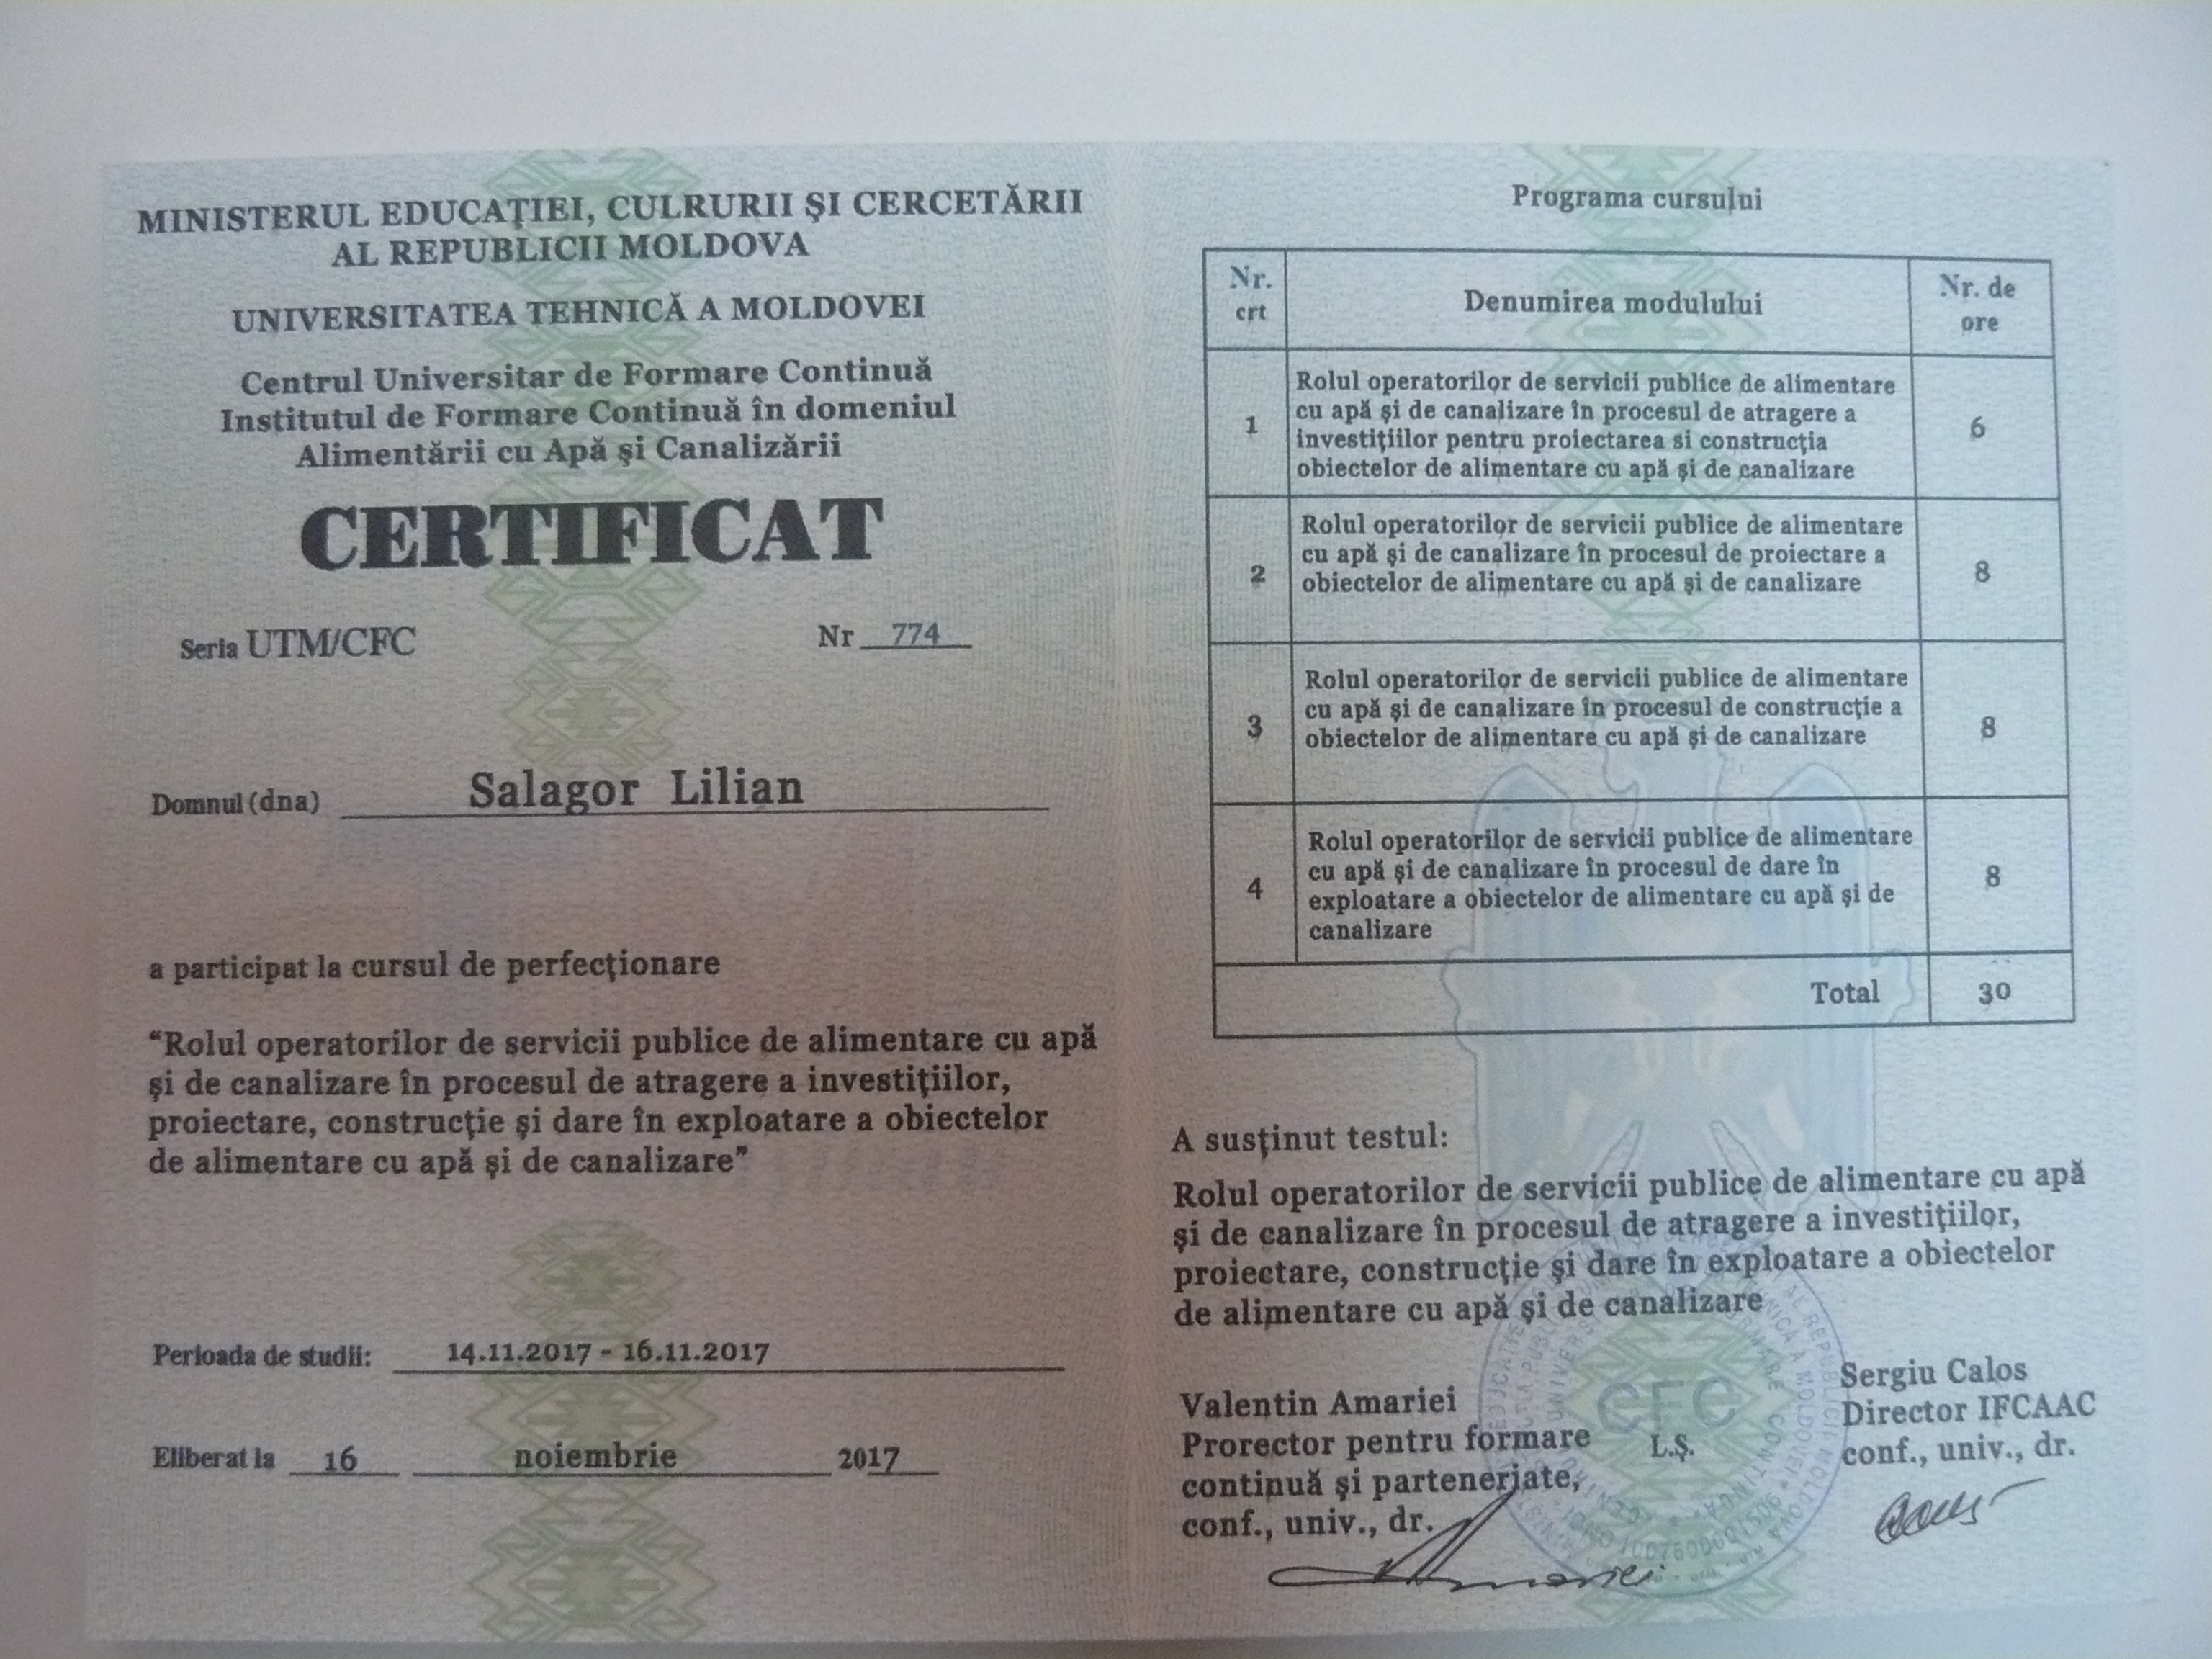 MINISTERUL EDUCAŢIEI, CULRURII ŞI CERCETĂRII
AL REPUBLICII MOLDOVA
UNIVERSITATEA TEHNICĂ A MOLDOVEI
Centrul Universitar de Formare Continuă
Institutul de Formare Continuă în domeniul
Alimentării cu Apă şi Canalizării
CERTIFICAT
Seria UTM/CFC Nr 774
Domnul (dna) Salagor Lilian
a participat la cursul de perfecţionare
“Rolul operatorilor de servicii publice de alimentare cu apă
şi de canalizare în procesul de atragere a investiţiilor,
proiectare, construcţie şi dare în exploatare a obiectelor
de alimentare cu apă şi de canalizare”
Perioada de studii: 14.11.2017 - 16.11.2017
Eliberat la 16 noiembrie 2017
Programa cursului
Nr. crt Denumirea modulului Nr. de ore
1 Rolul operatorilor de servicii publice de alimentare
cu apă şi de canalizare în procesul de atragere a
investiţiilor pentru proiectarea si construcţia
obiectelor de alimentare cu apă şi de canalizare 6
2 Rolul operatorilor de servicii publice de alimentare
cu apă şi de canalizare în procesul de proiectare a
obiectelor de alimentare cu apă şi de canalizare 8
3 Rolul operatorilor de servicii publice de alimentare
cu apă şi de canalizare în procesul de construcţie a
obiectelor de alimentare cu apă şi de canalizare 8
4 Rolul operatorilor de servicii publice de alimentare
cu apă şi de canalizare în procesul de dare în
exploatare a obiectelor de alimentare cu apă şi de
canalizare 8
Total 30
A susţinut testul:
Rolul operatorilor de servicii publice de alimentare cu apă
şi de canalizare în procesul de atragere a investiţiilor,
proiectare, construcţie şi dare în exploatare a obiectelor
de alimentare cu apă şi de canalizare
Valentin Amariei
Prorector pentru formare
continuă şi parteneriate,
conf., univ., dr.
CFC
L.Ş.
Sergiu Calos
Director IFCAAC
conf., univ., dr.